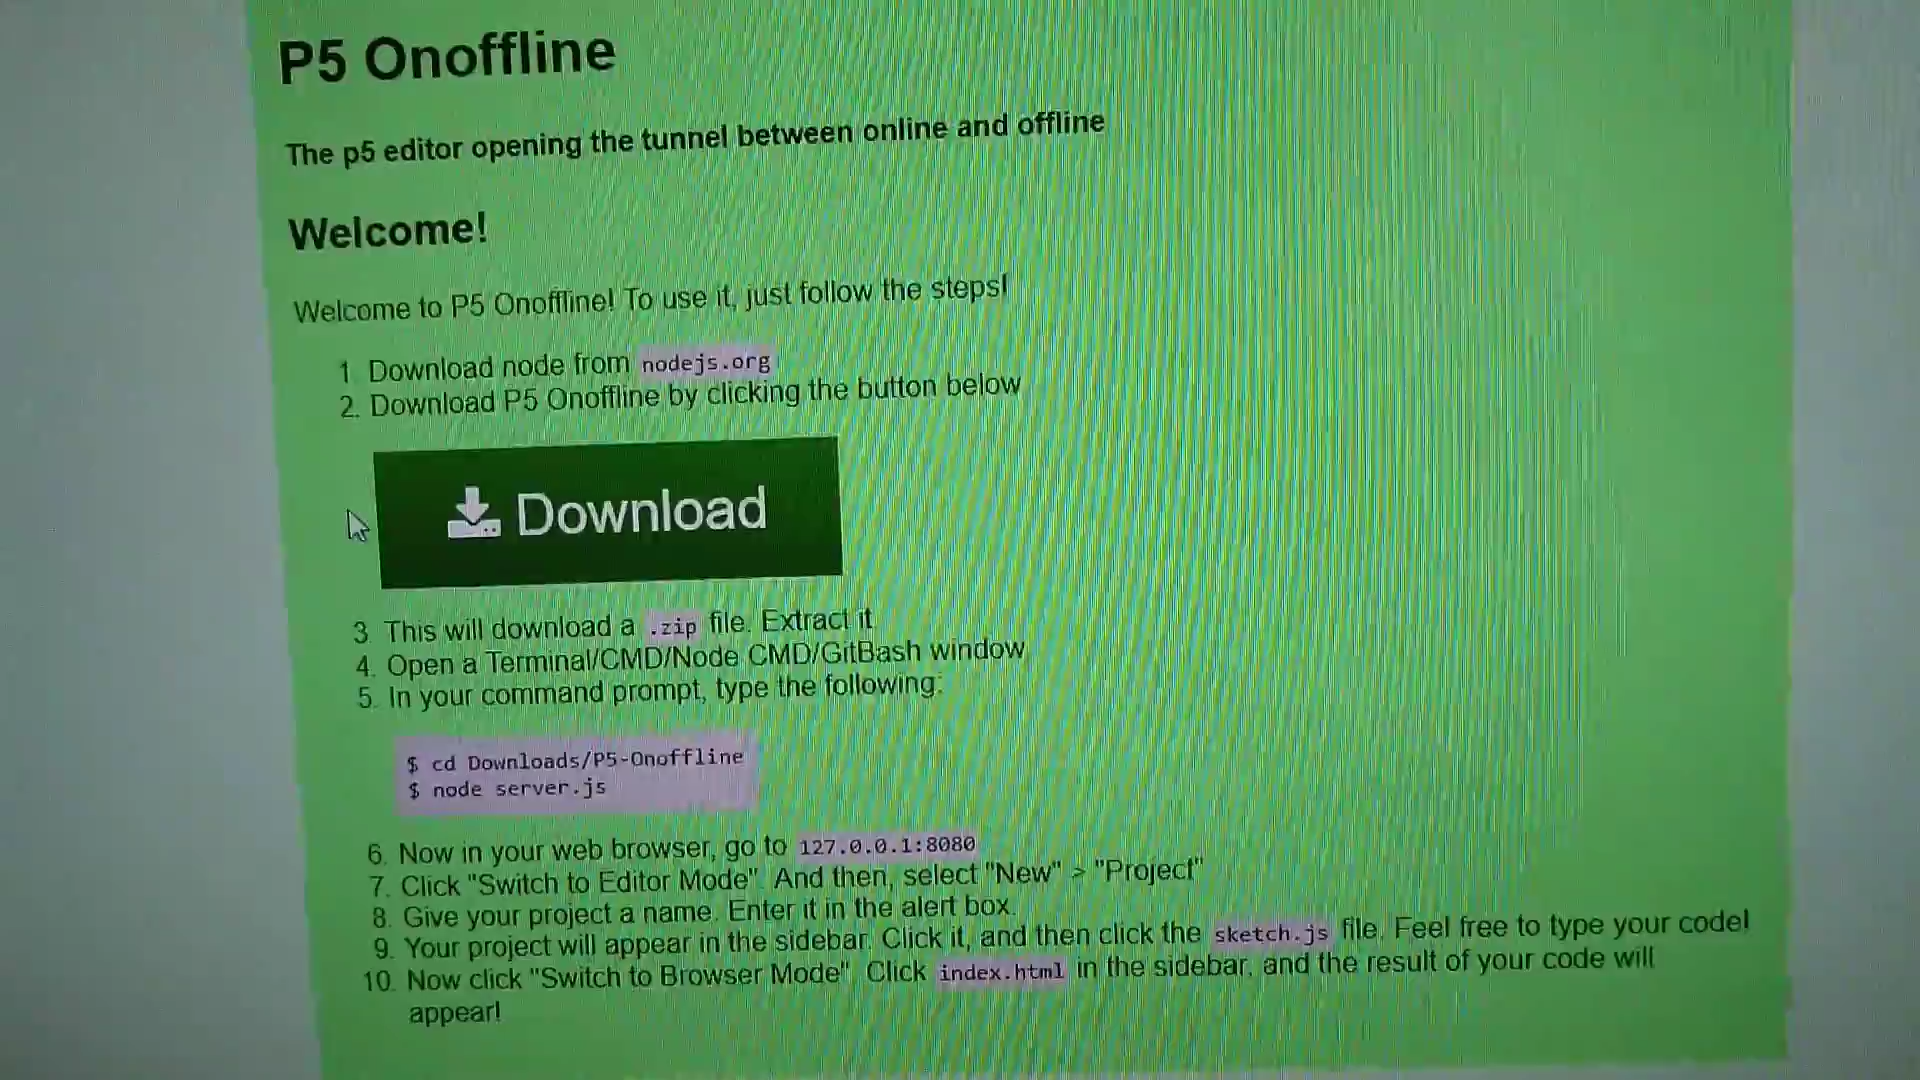 P5 Onoffline
The p5 editor opening the tunnel between online and offline
Welcome!
Welcome to P5 Onoffline! To use it, just follow the steps!
1. Download node from nodejs.org
2. Download P5 Onoffline by clicking the button below
Download
3. This will download a .zip file. Extract it.
4. Open a Terminal/CMD/Node CMD/GitBash window
5. In your command prompt, type the following:
$ cd Downloads/P5-Onoffline
$ node server.js
6. Now in your web browser, go to 127.0.0.1:8080
7. Click "Switch to Editor Mode". And then, select "New" > "Project"
8. Give your project a name. Enter it in the alert box.
9. Your project will appear in the sidebar. Click it, and then click the sketch.js file. Feel free to type your code!
10. Now click "Switch to Browser Mode". Click index.html in the sidebar, and the result of your code will
appear!